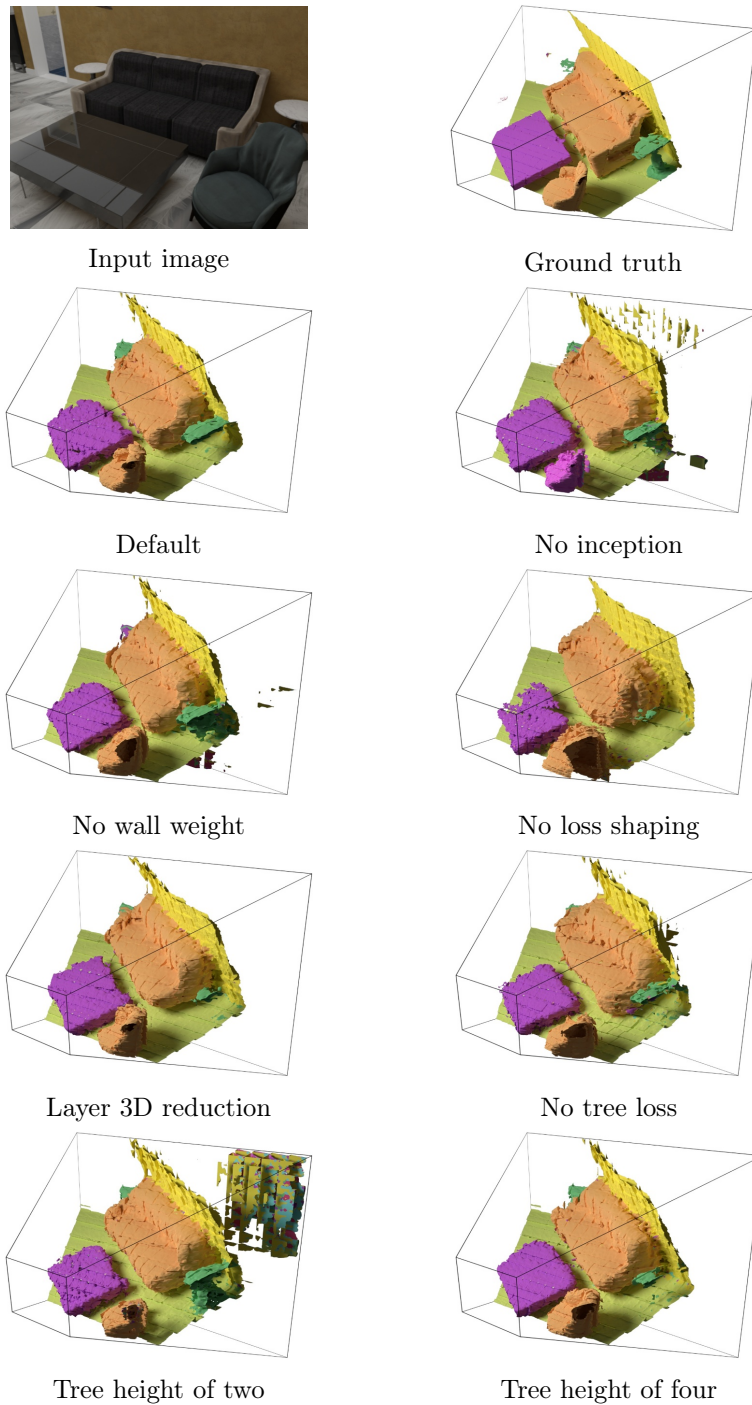 Input image
Ground truth
Default
No inception
No wall weight
No loss shaping
Layer 3D reduction
No tree loss
Tree height of two
Tree height of four